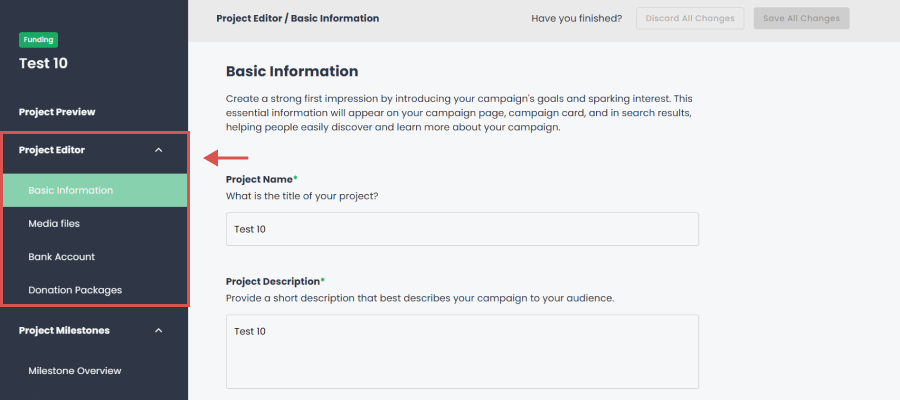 Funding
Test 10
Project Preview
Project Editor
Basic Information
Media files
Bank Account
Donation Packages
Project Milestones
Milestone Overview
Project Editor / Basic Information
Have you finished?
Discard All Changes
Save All Changes
Basic Information
Create a strong first impression by introducing your campaign's goals and sparking interest. This
essential information will appear on your campaign page, campaign card, and in search results,
helping people easily discover and learn more about your campaign.
Project Name*
What is the title of your project?
Test 10
Project Description*
Provide a short description that best describes your campaign to your audience.
Test 10